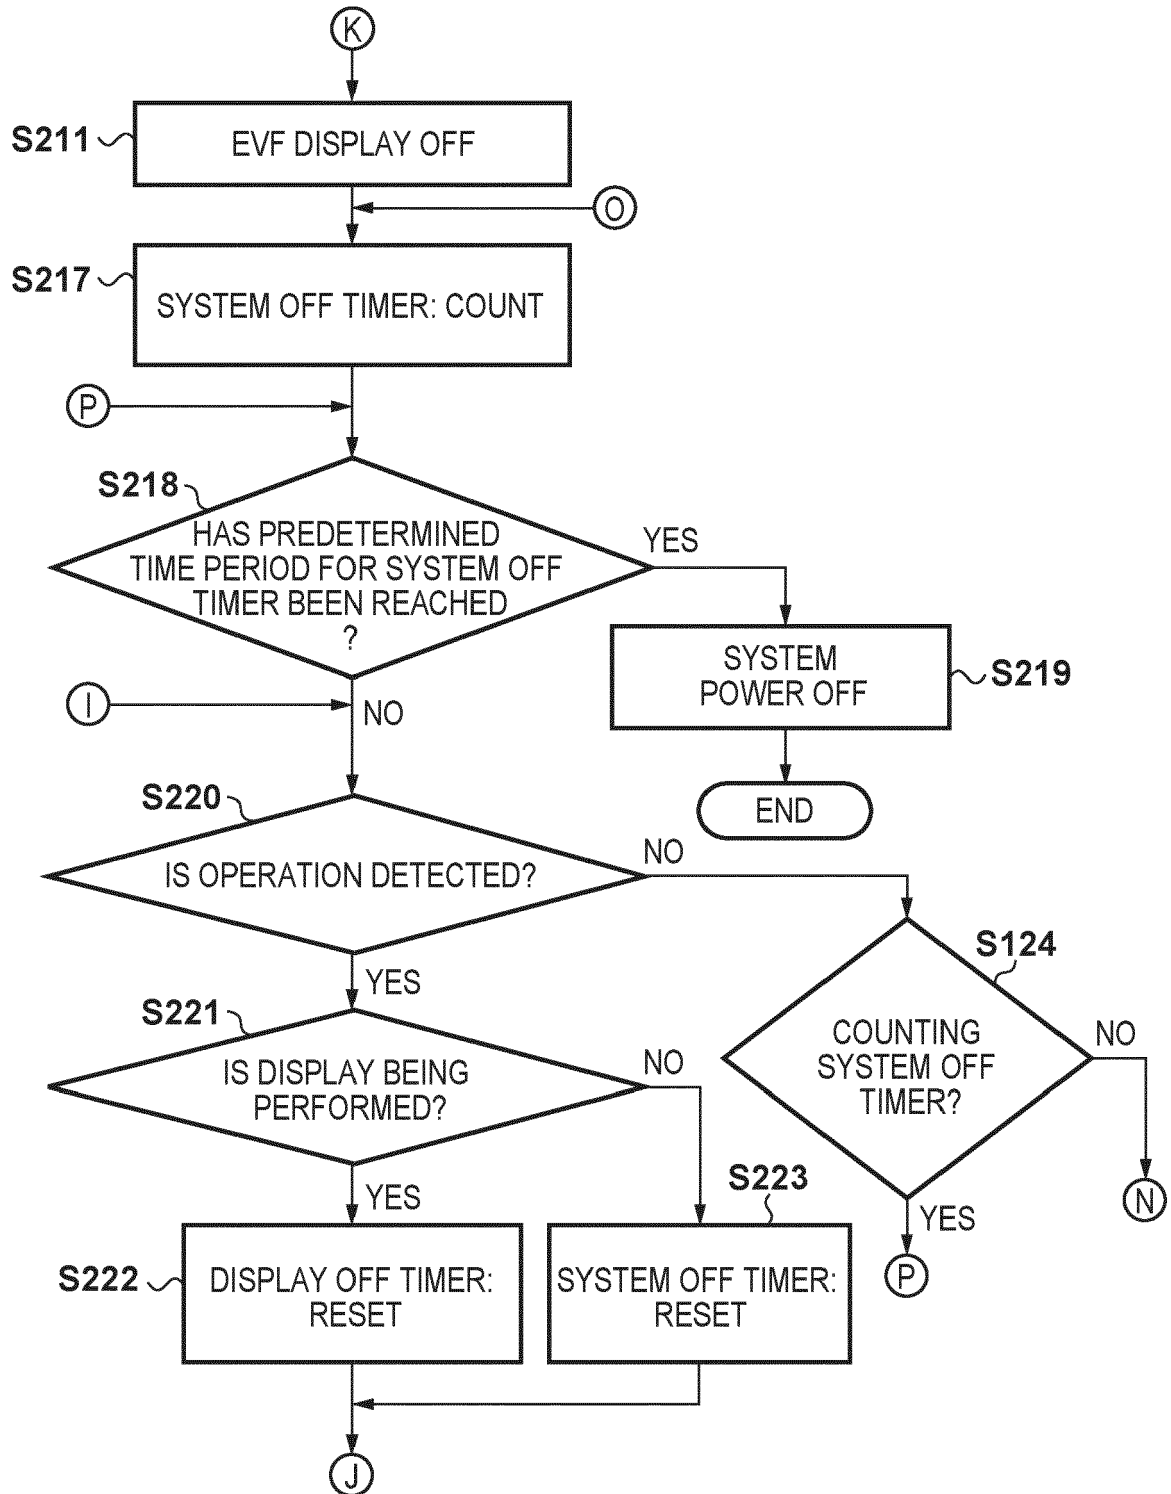 K
S211
EVF DISPLAY OFF
O
S217
SYSTEM OFF TIMER: COUNT
P
S218
HAS PREDETERMINED
TIME PERIOD FOR SYSTEM OFF
TIMER BEEN REACHED
?
YES
SYSTEM
POWER OFF
S219
I
NO
END
S220
IS OPERATION DETECTED?
NO
YES
S124
COUNTING
SYSTEM OFF
TIMER?
NO
S221
IS DISPLAY BEING
PERFORMED?
NO
YES
S223
N
YES
S222
DISPLAY OFF TIMER:
RESET
SYSTEM OFF TIMER:
RESET
P
J